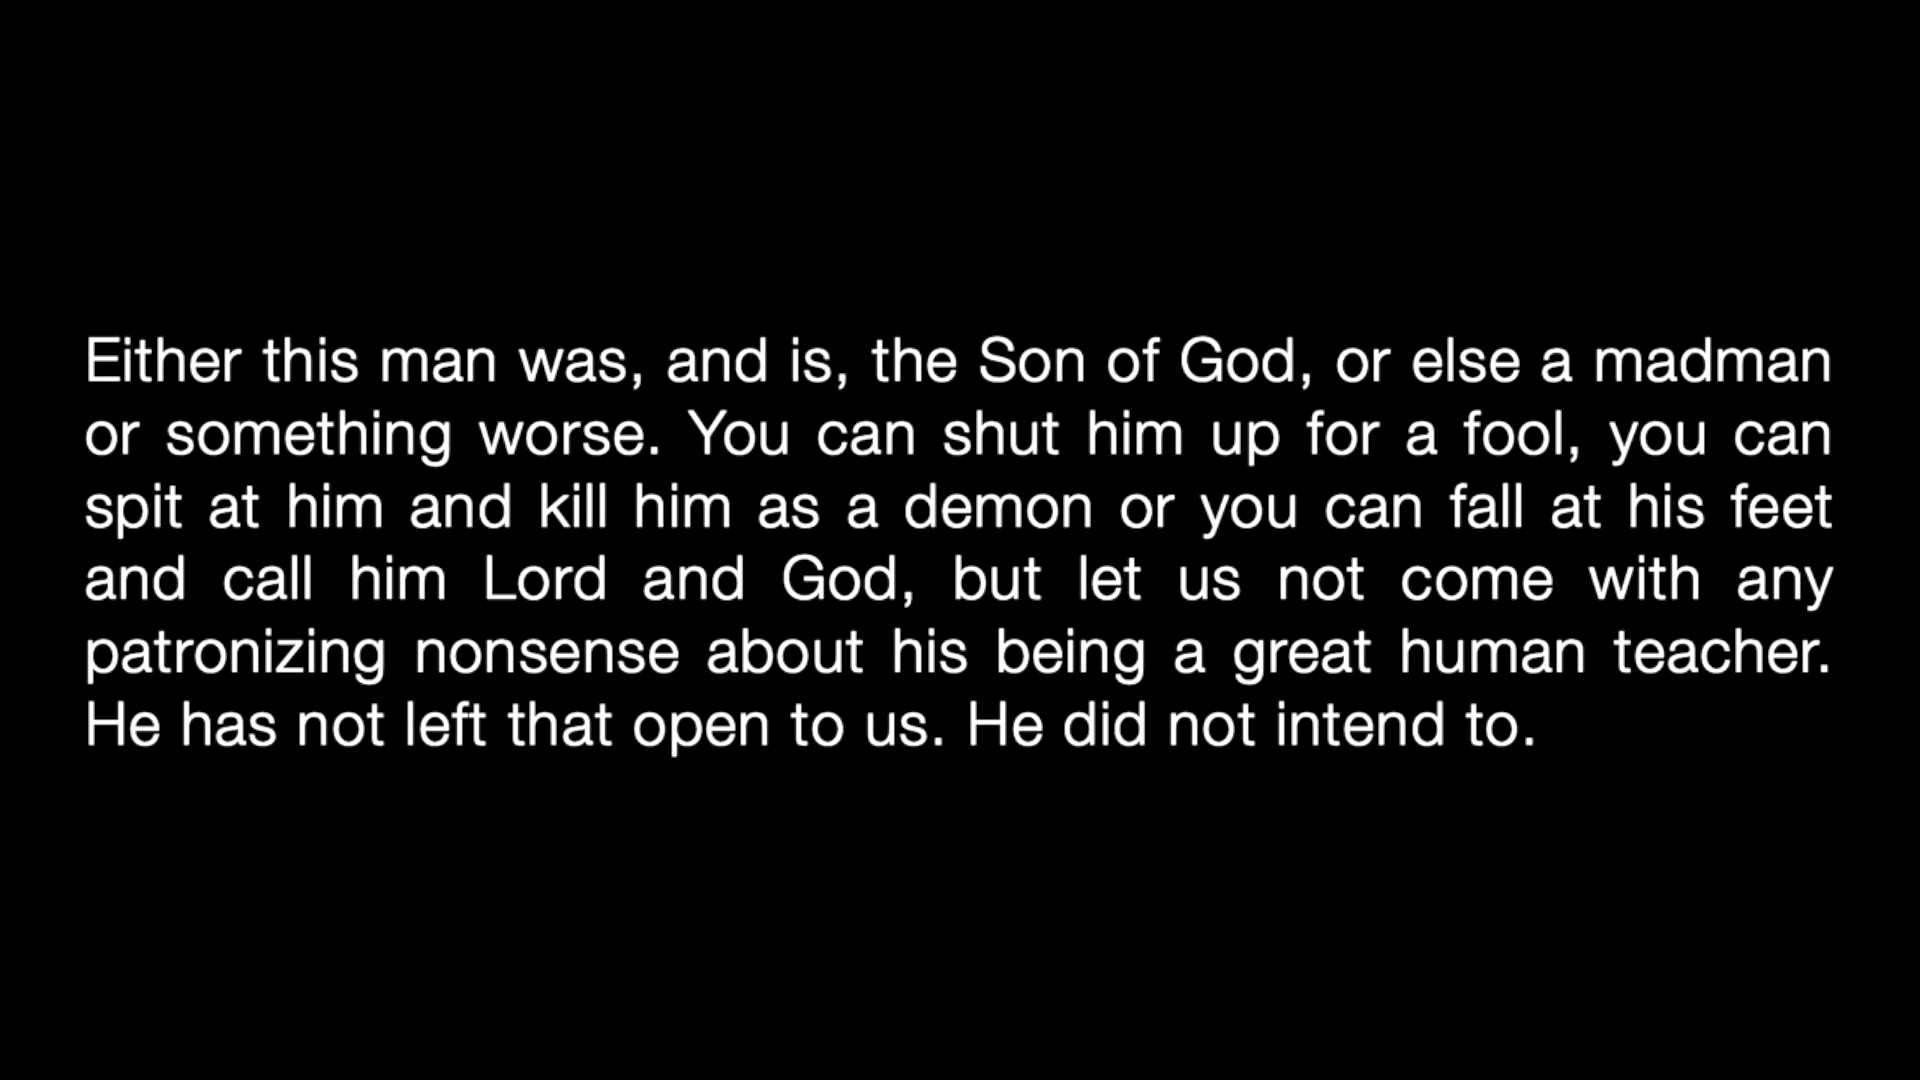 Either this man was, and is, the Son of God, or else a madman
or something worse. You can shut him up for a fool, you can
spit at him and kill him as a demon or you can fall at his feet
and call him Lord and God, but let us not come with any
patronizing nonsense about his being a great human teacher.
He has not left that open to us. He did not intend to.